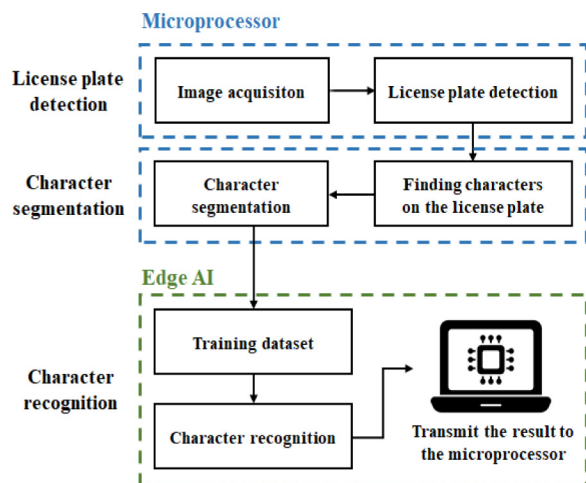 Microprocessor
License plate
detection
Image acquisiton
License plate detection
Character
segmentation
Character
segmentation
Finding characters
on the license plate
Edge AI
Character
recognition
Training dataset
Character recognition
Transmit the result to
the microprocessor